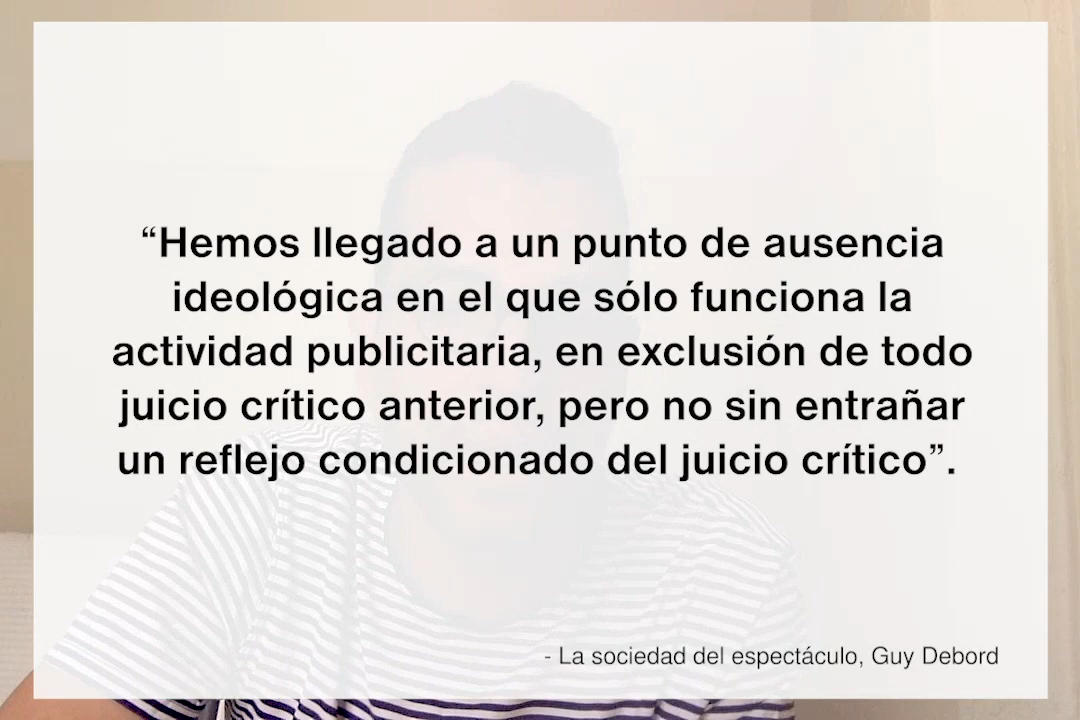 “Hemos llegado a un punto de ausencia
ideológica en el que sólo funciona la
actividad publicitaria, en exclusión de todo
juicio crítico anterior, pero no sin entrañar
un reflejo condicionado del juicio crítico”.
- La sociedad del espectáculo, Guy Debord